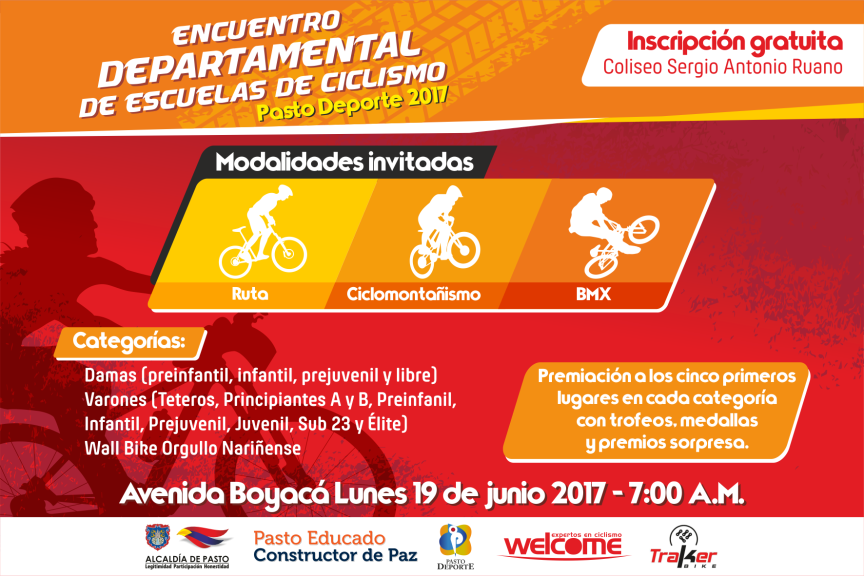 ENCUENTRO
DEPARTAMENTAL
DE ESCUELAS DE CICLISMO
Pasto Deporte 2017
Inscripción gratuita
Coliseo Sergio Antonio Ruano
Modalidades invitadas
Ruta
Ciclomontañismo
BMX
Categorías:
Damas (preinfantil, infantil, prejuvenil y libre)
Varones (Teteros, Principiantes A y B, Preinfanil,
Infantil, Prejuvenil, Juvenil, Sub 23 y Élite)
Wall Bike Orgullo Nariñense
Premiación a los cinco primeros
lugares en cada categoría
con trofeos, medallas
y premios sorpresa.
Avenida Boyacá Lunes 19 de junio 2017 - 7:00 A.M.
ALCALDÍA DE PASTO
Legitimidad Participación Honestidad
Pasto Educado
Constructor de Paz
PASTO
DEPORTE
expertos en ciclismo
WELCOME
Traker
BIKE